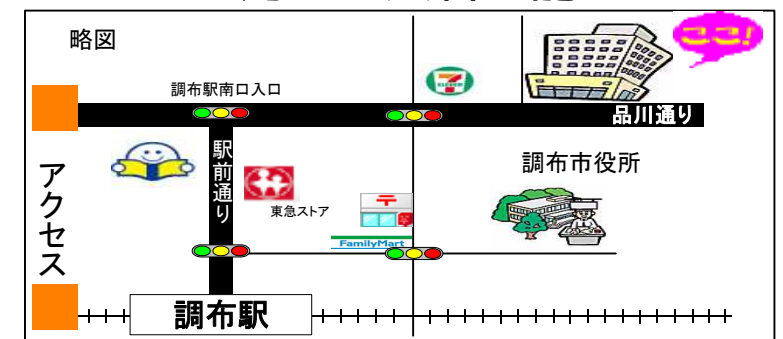 略図
ここ!
調布駅南口入口
ELEVEN
品川通り
アクセス
駅前通り
東急ストア
調布市役所
〒
FamilyMart
調布駅